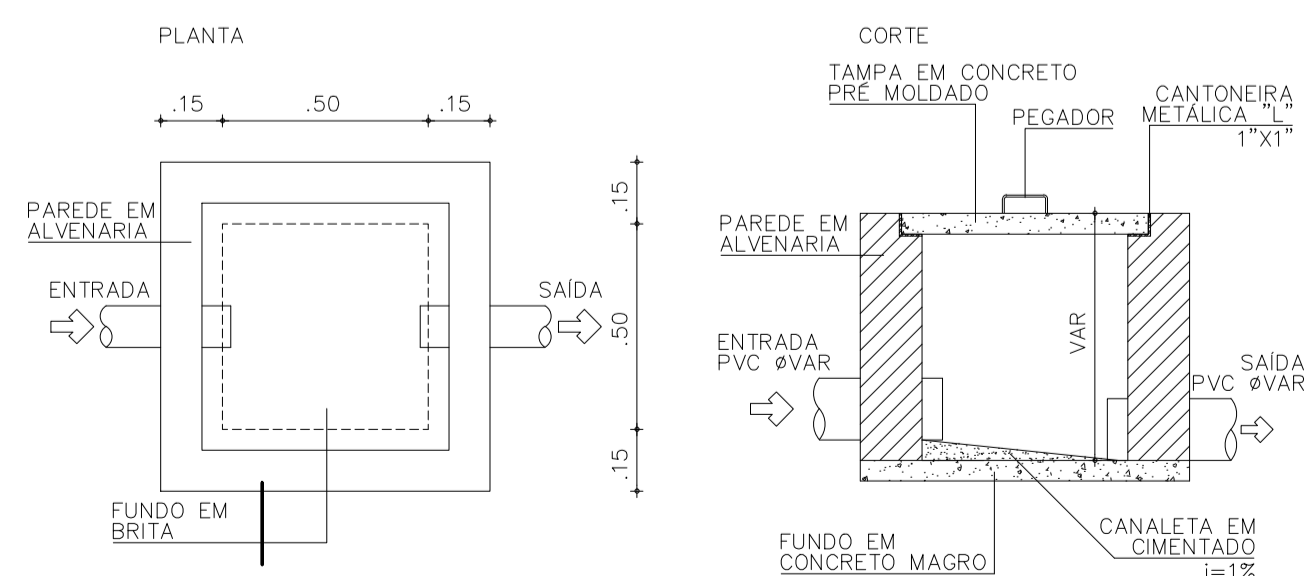 PLANTA
.15 .50 .15
PAREDE EM
ALVENARIA
ENTRADA
SAÍDA
.15
.50
.15
FUNDO EM
BRITA
CORTE
TAMPA EM CONCRETO
PRÉ MOLDADO
PEGADOR
CANTONEIRA
METÁLICA "L"
1"X1"
PAREDE EM
ALVENARIA
VAR
ENTRADA
PVC øVAR
SAÍDA
PVC øVAR
FUNDO EM
CONCRETO MAGRO
CANALETA EM
CIMENTADO
i=1%